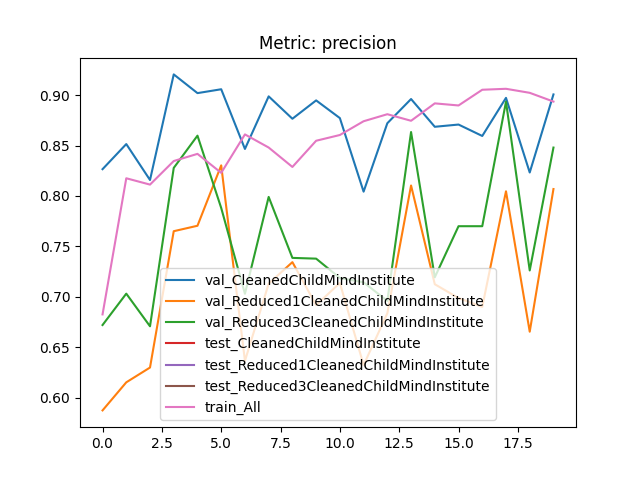 Metric: precision
0.90
0.85
0.80
0.75
0.70
0.65
0.60
val_CleanedChildMindInstitute
val_Reduced1CleanedChildMindInstitute
val_Reduced3CleanedChildMindInstitute
test_CleanedChildMindInstitute
test_Reduced1CleanedChildMindInstitute
test_Reduced3CleanedChildMindInstitute
train_All
0.0 2.5 5.0 7.5 10.0 12.5 15.0 17.5